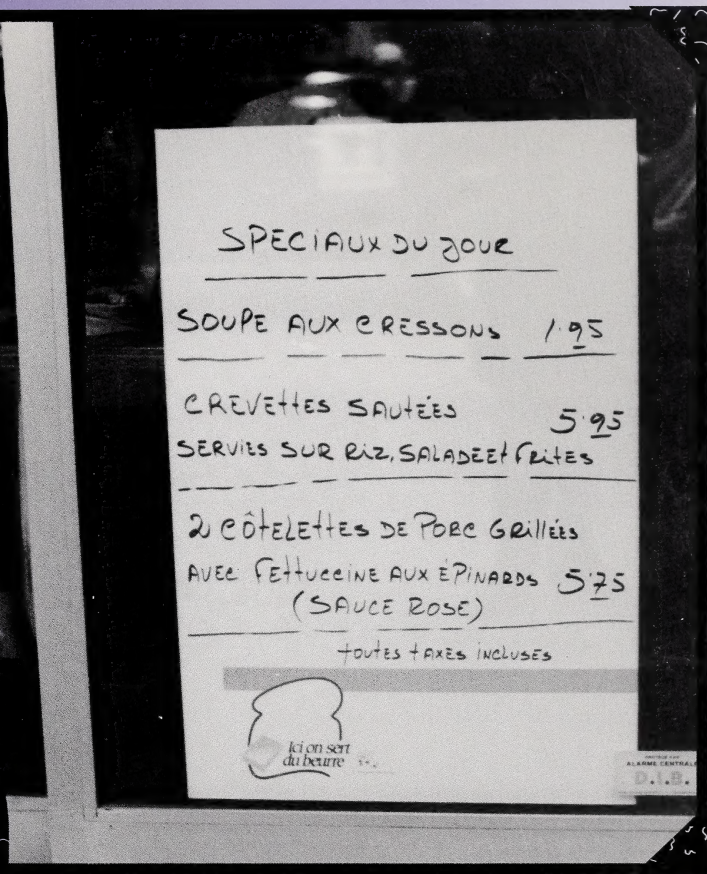 SPECIAUX DU JOUR
SOUPE AUX CRESSONS 1.95
CREVETTES SAUTÉES 5.95
SERVIES SUR RIZ, SALADE ET FRITES
2 CÔTELETTES DE PORC GRILLÉES
AVEC FETTUCCINE AUX ÉPINARDS 5.75
(SAUCE ROSE)
TOUTES TAXES INCLUSES
Ici on sert
du beurre
ALARME CENTRALE
D.I.B.